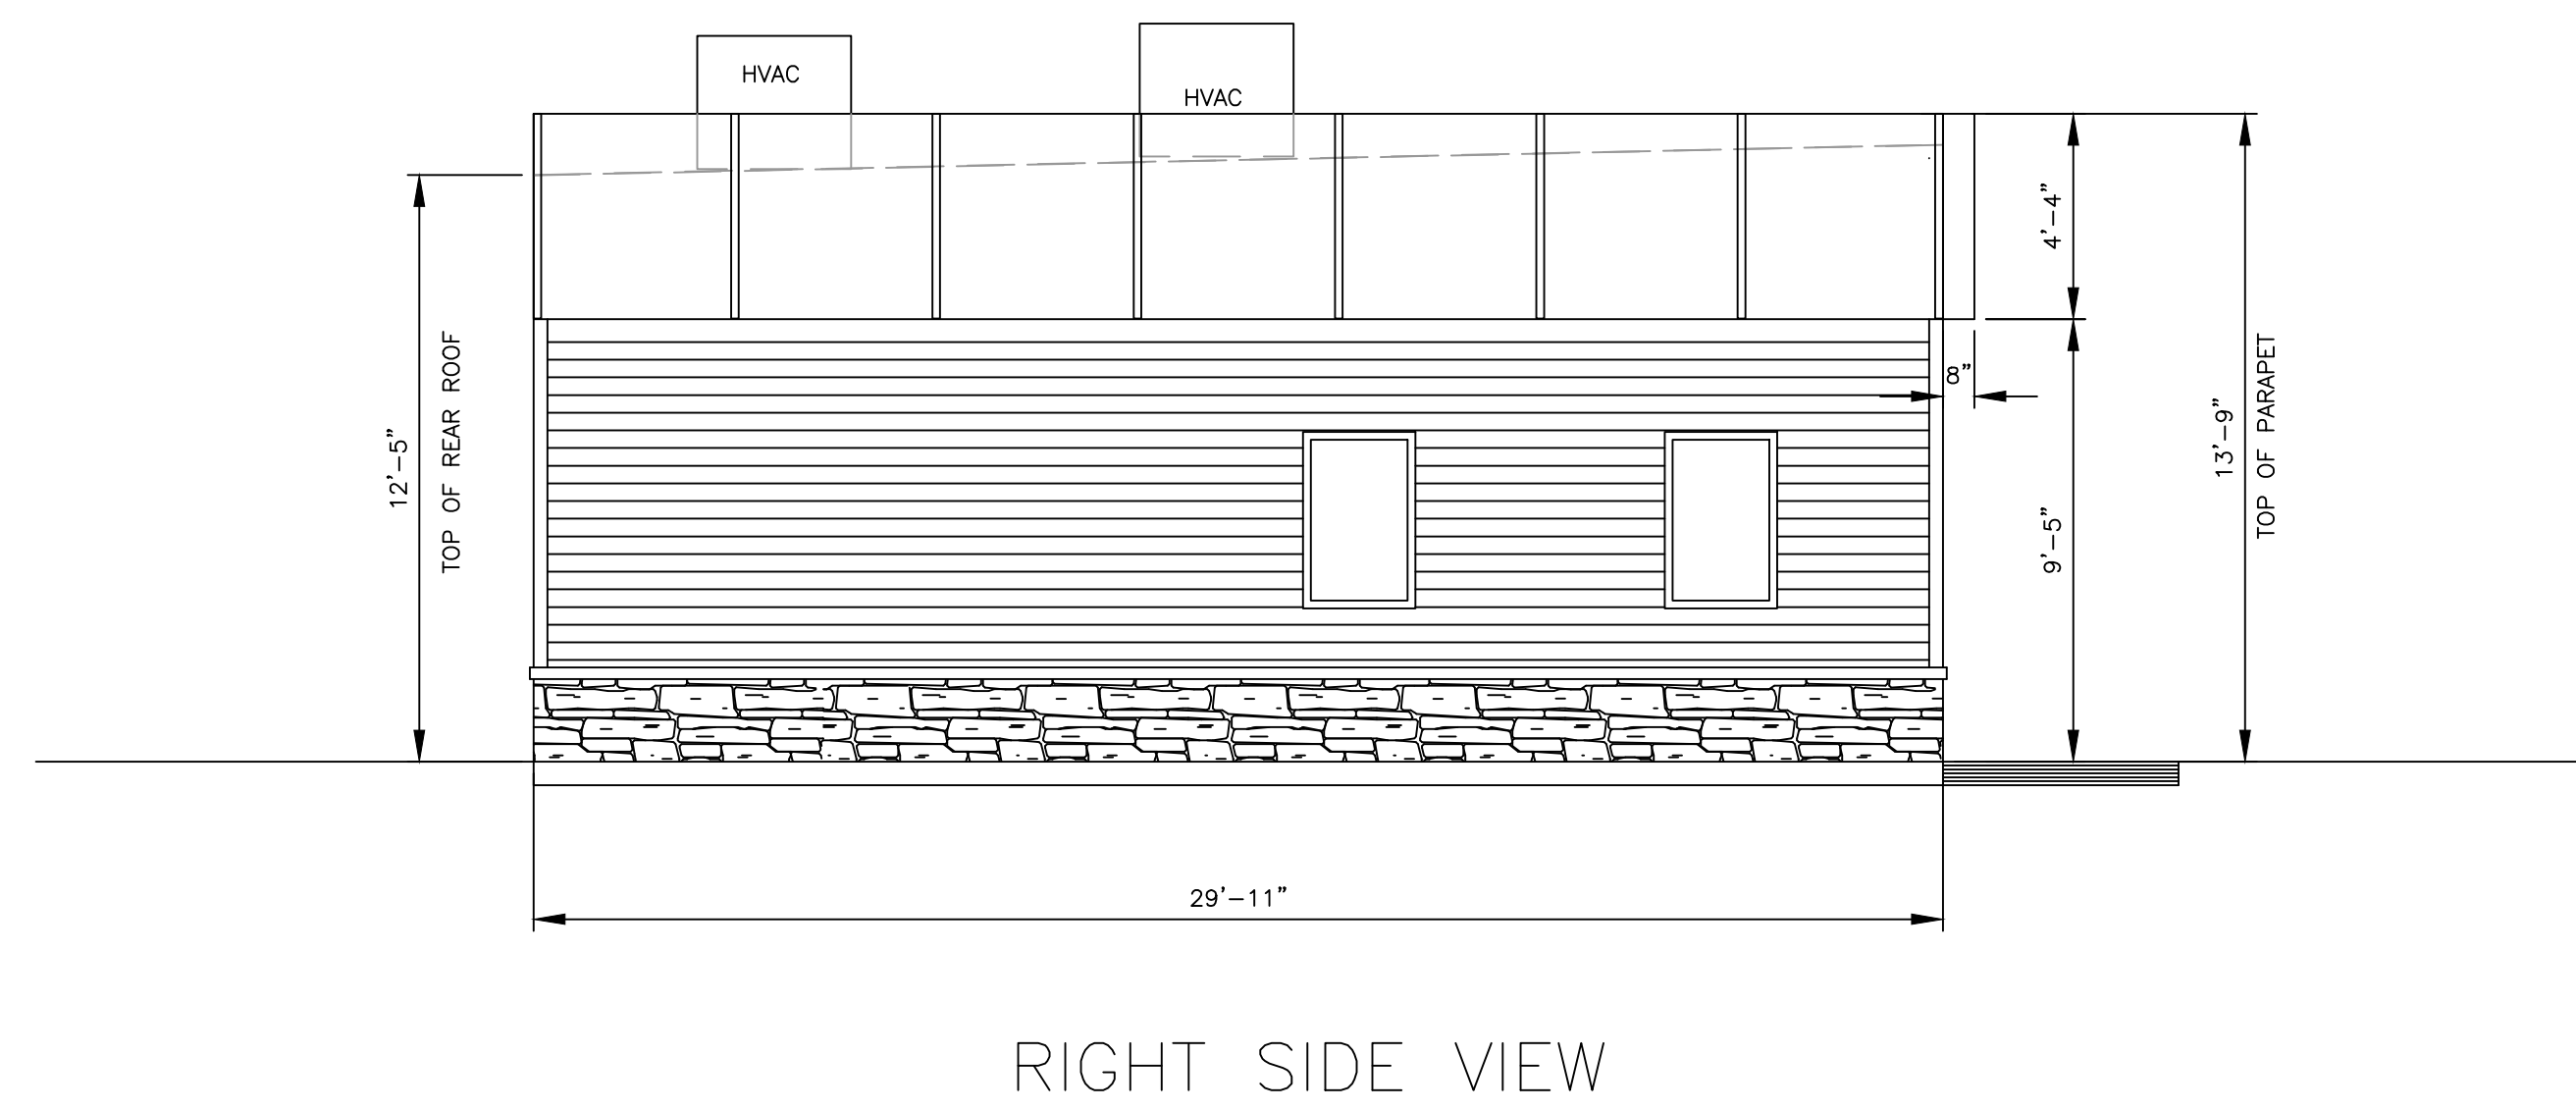 HVAC
HVAC
4'-4"
8"
12'-5"
TOP OF REAR ROOF
9'-5"
13'-9"
TOP OF PARAPET
29'-11"
RIGHT SIDE VIEW